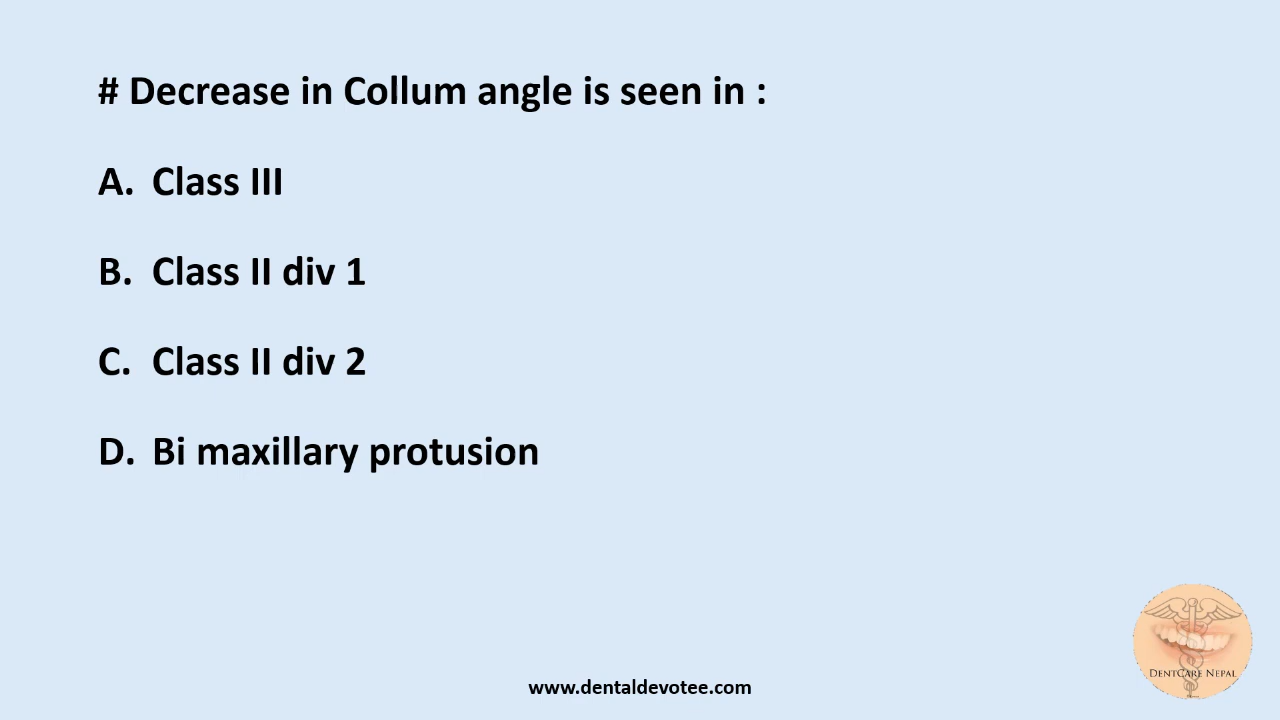 # Decrease in Collum angle is seen in :
A. Class III
B. Class II div 1
C. Class II div 2
D. Bi maxillary protusion
DentCare Nepal
www.dentaldevotee.com